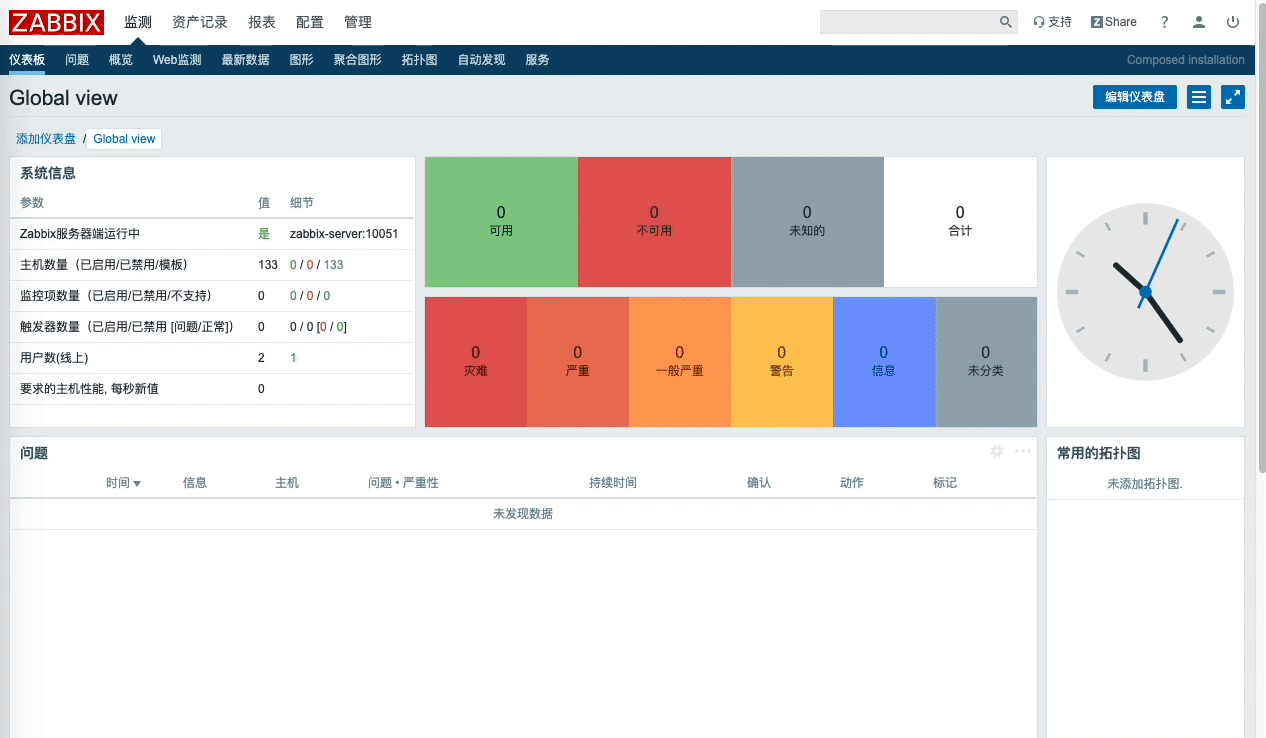 ZABBIX 监测 资产记录 报表 配置 管理 支持 Z Share ?
仪表板 问题 概览 Web监测 最新数据 图形 聚合图形 拓扑图 自动发现 服务 Composed installation
Global view 编辑仪表盘
添加仪表盘 / Global view
系统信息
参数 值 细节
Zabbix服务器端运行中 是 zabbix-server:10051
主机数量（已启用/已禁用/模板） 133 0 / 0 / 133
监控项数量（已启用/已禁用/不支持） 0 0 / 0 / 0
触发器数量（已启用/已禁用 [问题/正常]） 0 0 / 0 [0 / 0]
用户数(线上) 2 1
要求的主机性能, 每秒新值 0
0 0 0 0
可用 不可用 未知的 合计
0 0 0 0 0 0
灾难 严重 一般严重 警告 信息 未分类
问题
时间 信息 主机 问题 • 严重性 持续时间 确认 动作 标记
未发现数据
常用的拓扑图
未添加拓扑图.